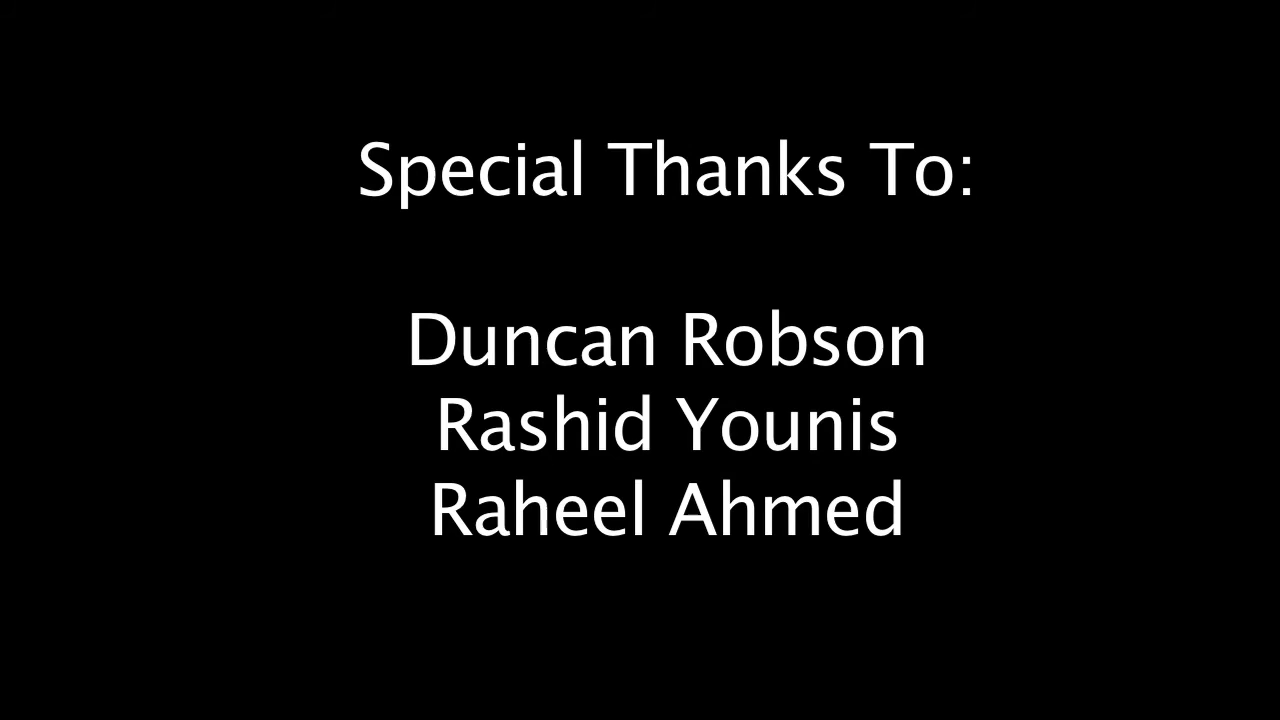 Special Thanks To:
Duncan Robson
Rashid Younis
Raheel Ahmed